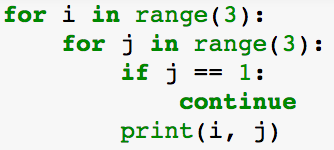 for i in range(3):
    for j in range(3):
        if j == 1:
            continue
        print(i, j)